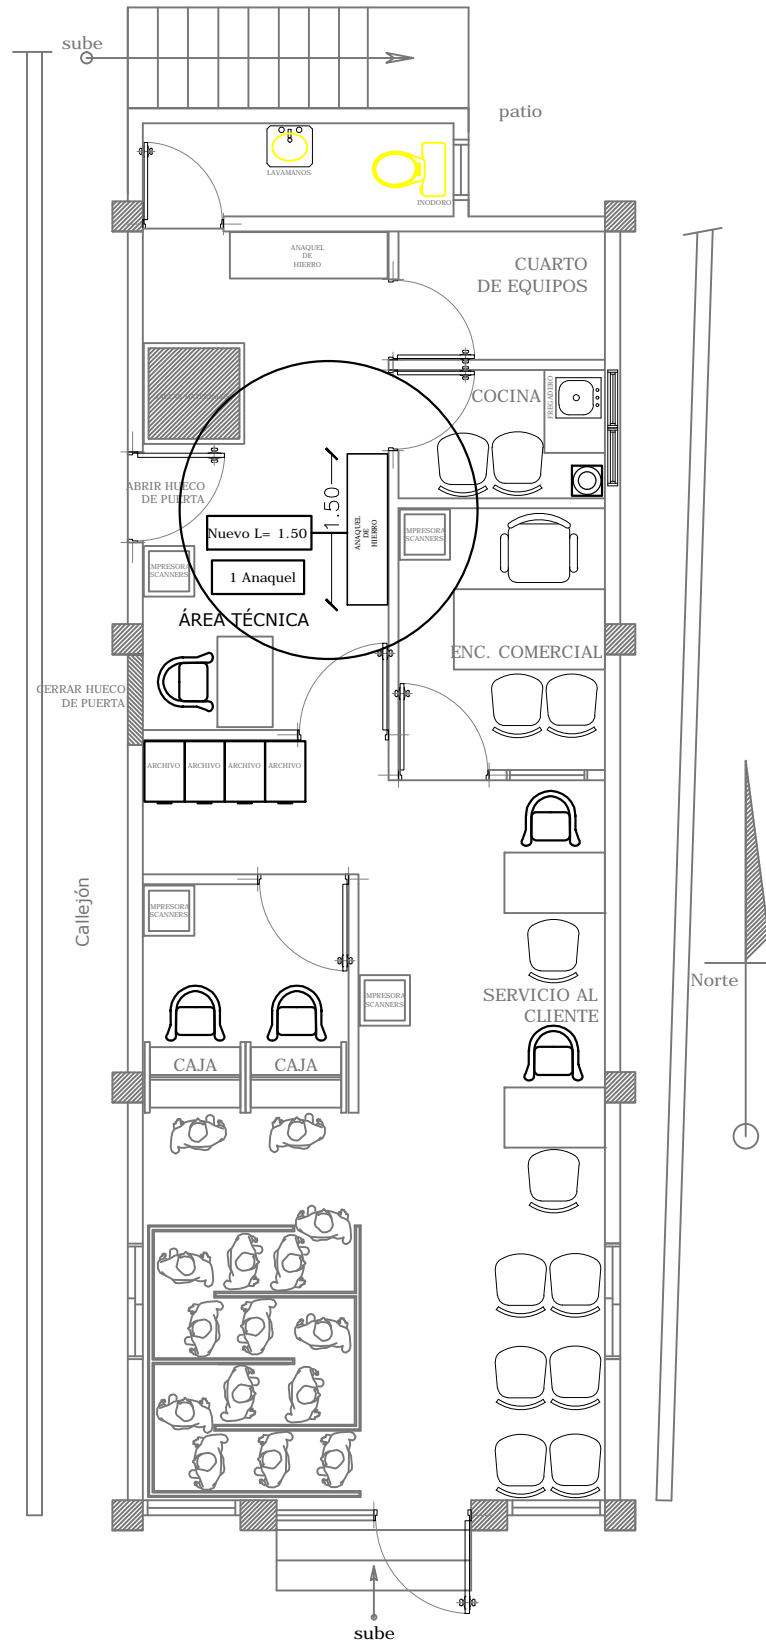 sube
patio
LAVAMANOS
INODORO
ANAQUEL
DE
HIERRO
CUARTO
DE EQUIPOS
COCINA
FREGADERO
ABRIR HUECO
DE PUERTA
1.50
Nuevo L= 1.50
ANAQUEL
DE
HIERRO
1 Anaquel
IMPRESORA
SCANNERS
IMPRESORA
SCANNERS
ÁREA TÉCNICA
ENC. COMERCIAL
CERRAR HUECO
DE PUERTA
ARCHIVO ARCHIVO ARCHIVO ARCHIVO
Callejón
IMPRESORA
SCANNERS
IMPRESORA
SCANNERS
SERVICIO AL
CLIENTE
Norte
CAJA CAJA
sube